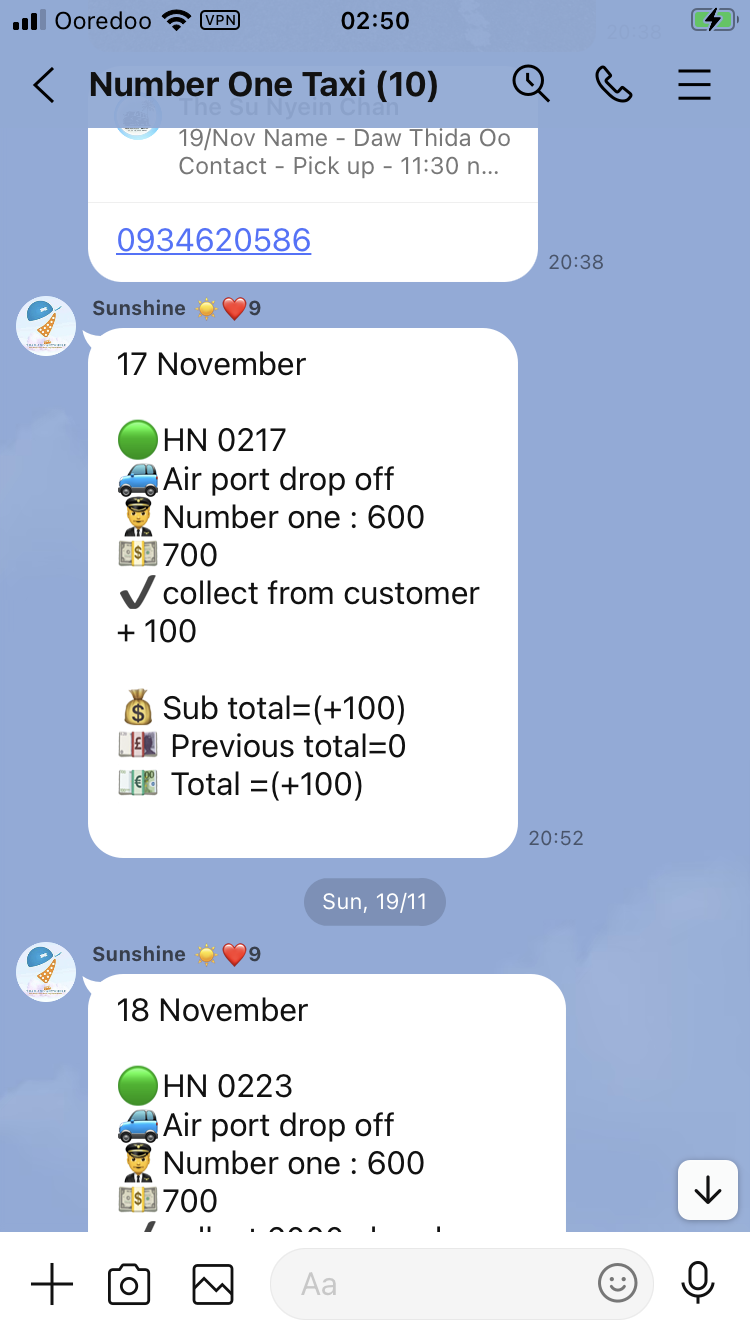 Ooredoo VPN 02:50
20:38
Number One Taxi (10)
The Su Nyein Chan
19/Nov Name - Daw Thida Oo
Contact - Pick up - 11:30 n...
0934620586
20:38
Sunshine ☀️❤️9
17 November
🟢HN 0217
🚙Air port drop off
👨‍✈️Number one : 600
💵700
✔️collect from customer
+ 100
💰 Sub total=(+100)
💷 Previous total=0
💶 Total =(+100)
20:52
Sun, 19/11
Sunshine ☀️❤️9
18 November
🟢HN 0223
🚙Air port drop off
👨‍✈️Number one : 600
💵700
Aa